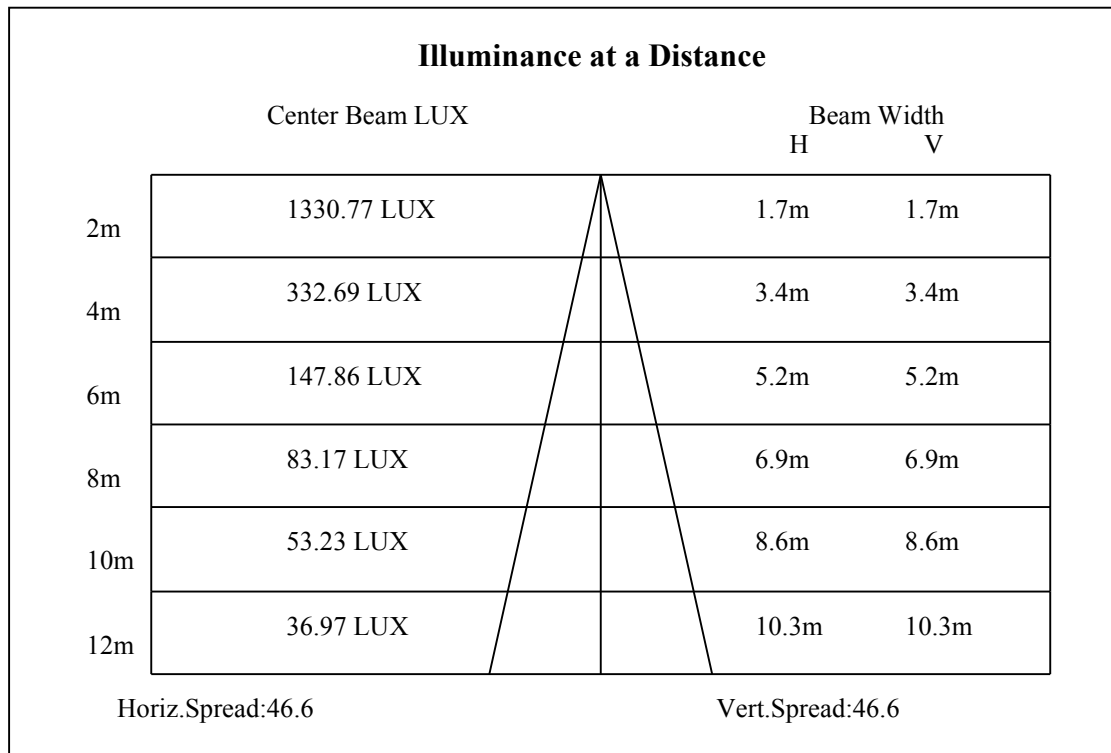 Illuminance at a Distance
Center Beam LUX Beam Width
H V
2m 1330.77 LUX 1.7m 1.7m
4m 332.69 LUX 3.4m 3.4m
6m 147.86 LUX 5.2m 5.2m
8m 83.17 LUX 6.9m 6.9m
10m 53.23 LUX 8.6m 8.6m
12m 36.97 LUX 10.3m 10.3m
Horiz.Spread:46.6 Vert.Spread:46.6